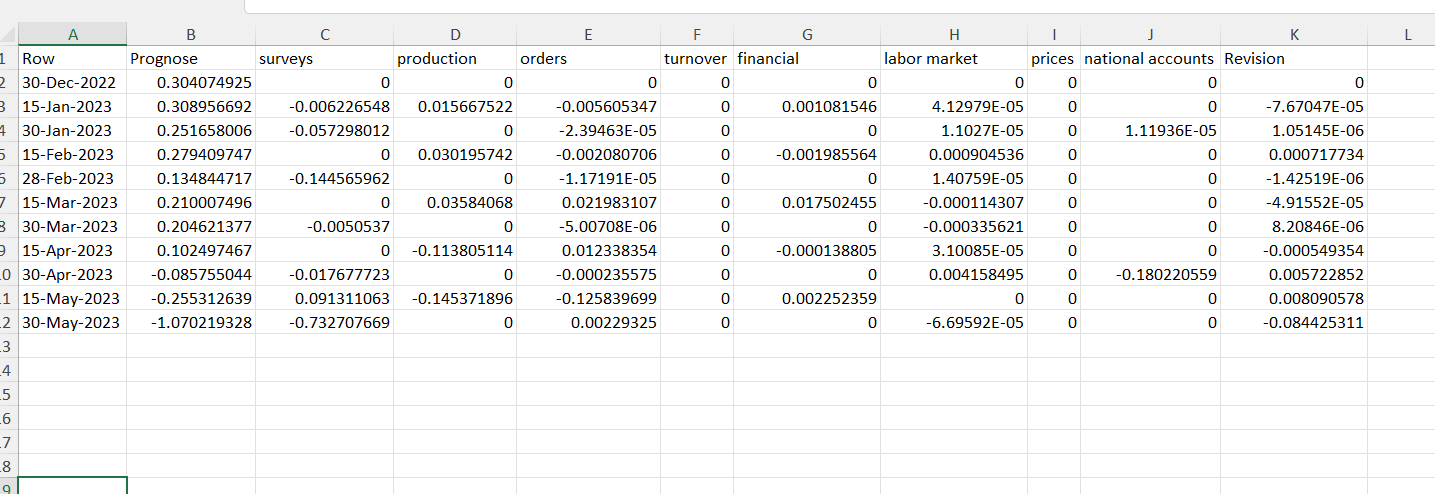 A B C D E F G H I J K L
1 Row Prognose surveys production orders turnover financial labor market prices national accounts Revision
2 30-Dec-2022 0.304074925 0 0 0 0 0 0 0 0 0
3 15-Jan-2023 0.308956692 -0.006226548 0.015667522 -0.005605347 0 0.001081546 4.12979E-05 0 0 -7.67047E-05
4 30-Jan-2023 0.251658006 -0.057298012 0 -2.39463E-05 0 0 1.1027E-05 0 1.11936E-05 1.05145E-06
5 15-Feb-2023 0.279409747 0 0.030195742 -0.002080706 0 -0.001985564 0.000904536 0 0 0.000717734
6 28-Feb-2023 0.134844717 -0.144565962 0 -1.17191E-05 0 0 1.40759E-05 0 0 -1.42519E-06
7 15-Mar-2023 0.210007496 0 0.03584068 0.021983107 0 0.017502455 -0.000114307 0 0 -4.91552E-05
8 30-Mar-2023 0.204621377 -0.0050537 0 -5.00708E-06 0 0 -0.000335621 0 0 8.20846E-06
9 15-Apr-2023 0.102497467 0 -0.113805114 0.012338354 0 -0.000138805 3.10085E-05 0 0 -0.000549354
0 30-Apr-2023 -0.085755044 -0.017677723 0 -0.000235575 0 0 0.004158495 0 -0.180220559 0.005722852
1 15-May-2023 -0.255312639 0.091311063 -0.145371896 -0.125839699 0 0.002252359 0 0 0 0.008090578
2 30-May-2023 -1.070219328 -0.732707669 0 0.00229325 0 0 -6.69592E-05 0 0 -0.084425311
3
4
5
6
7
8
9